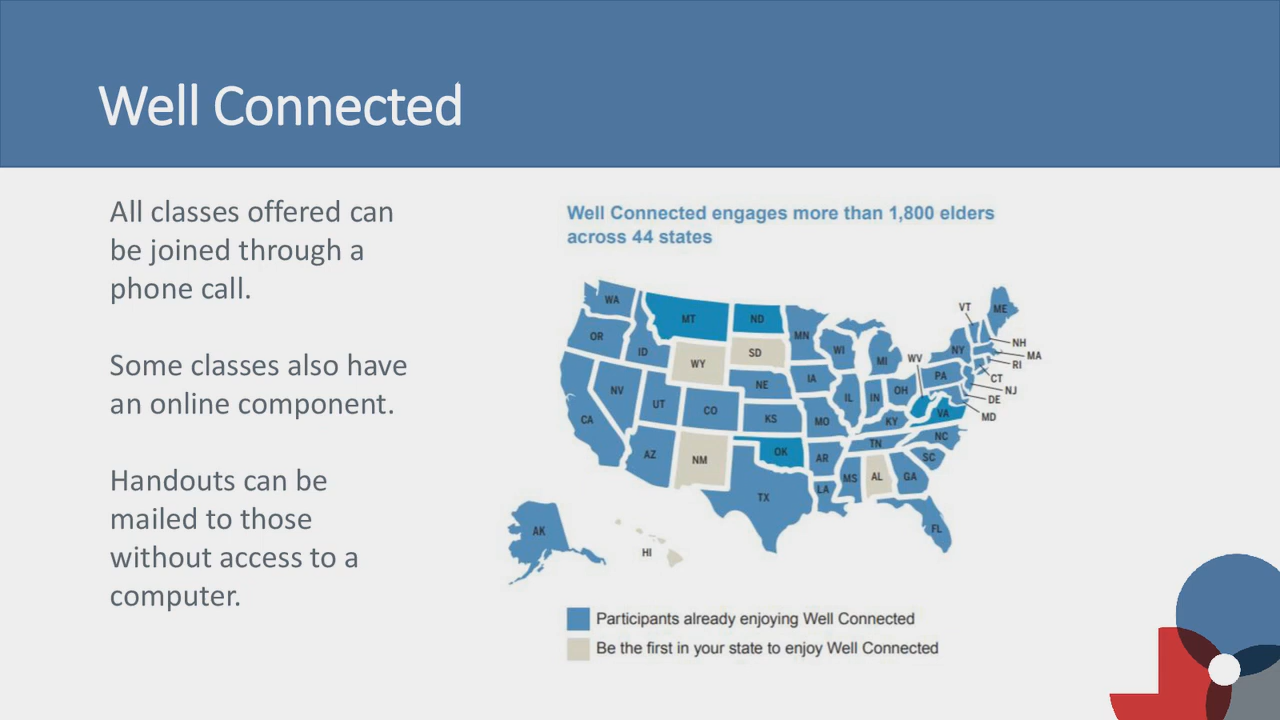 Well Connected
All classes offered can
be joined through a
phone call.
Some classes also have
an online component.
Handouts can be
mailed to those
without access to a
computer.
Well Connected engages more than 1,800 elders
across 44 states
WA
MT
ND
MN
WI
MI
VT
ME
NH
MA
RI
CT
NJ
DE
MD
OR
ID
WY
SD
NE
IA
IL
IN
OH
WV
PA
NY
VA
NV
UT
CO
KS
MO
KY
CA
AZ
NM
OK
AR
TN
NC
SC
TX
LA
MS
AL
GA
FL
AK
HI
Participants already enjoying Well Connected
Be the first in your state to enjoy Well Connected